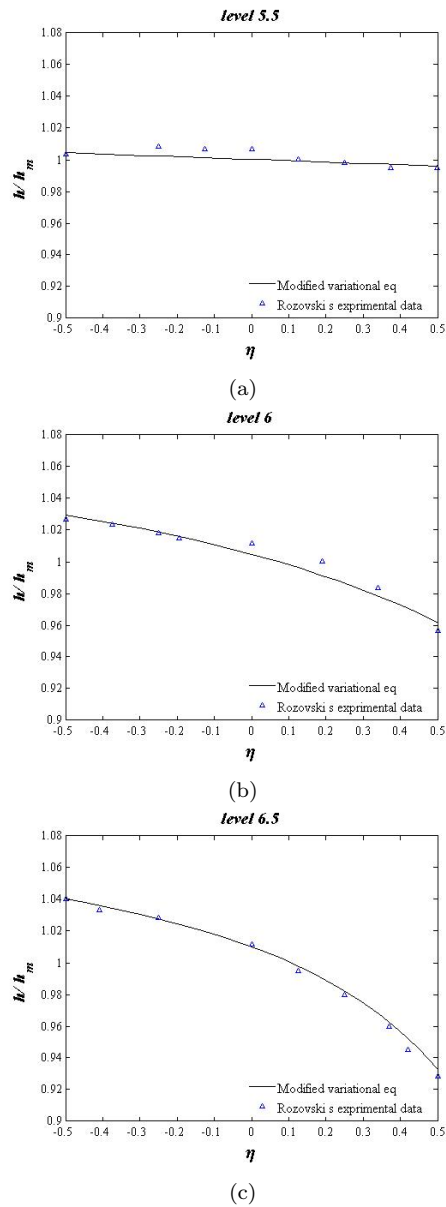 level 5.5
1.08
1.06
1.04
1.02
1
0.98
0.96
0.94
0.92
0.9
h/ h_m
Modified variational eq
Rozovski s exprimental data
-0.5 -0.4 -0.3 -0.2 -0.1 0 0.1 0.2 0.3 0.4 0.5
η
(a)
level 6
1.08
1.06
1.04
1.02
1
0.98
0.96
0.94
0.92
0.9
h/ h_m
Modified variational eq
Rozovski s exprimental data
-0.5 -0.4 -0.3 -0.2 -0.1 0 0.1 0.2 0.3 0.4 0.5
η
(b)
level 6.5
1.08
1.06
1.04
1.02
1
0.98
0.96
0.94
0.92
0.9
h/ h_m
Modified variational eq
Rozovski s exprimental data
-0.5 -0.4 -0.3 -0.2 -0.1 0 0.1 0.2 0.3 0.4 0.5
η
(c)